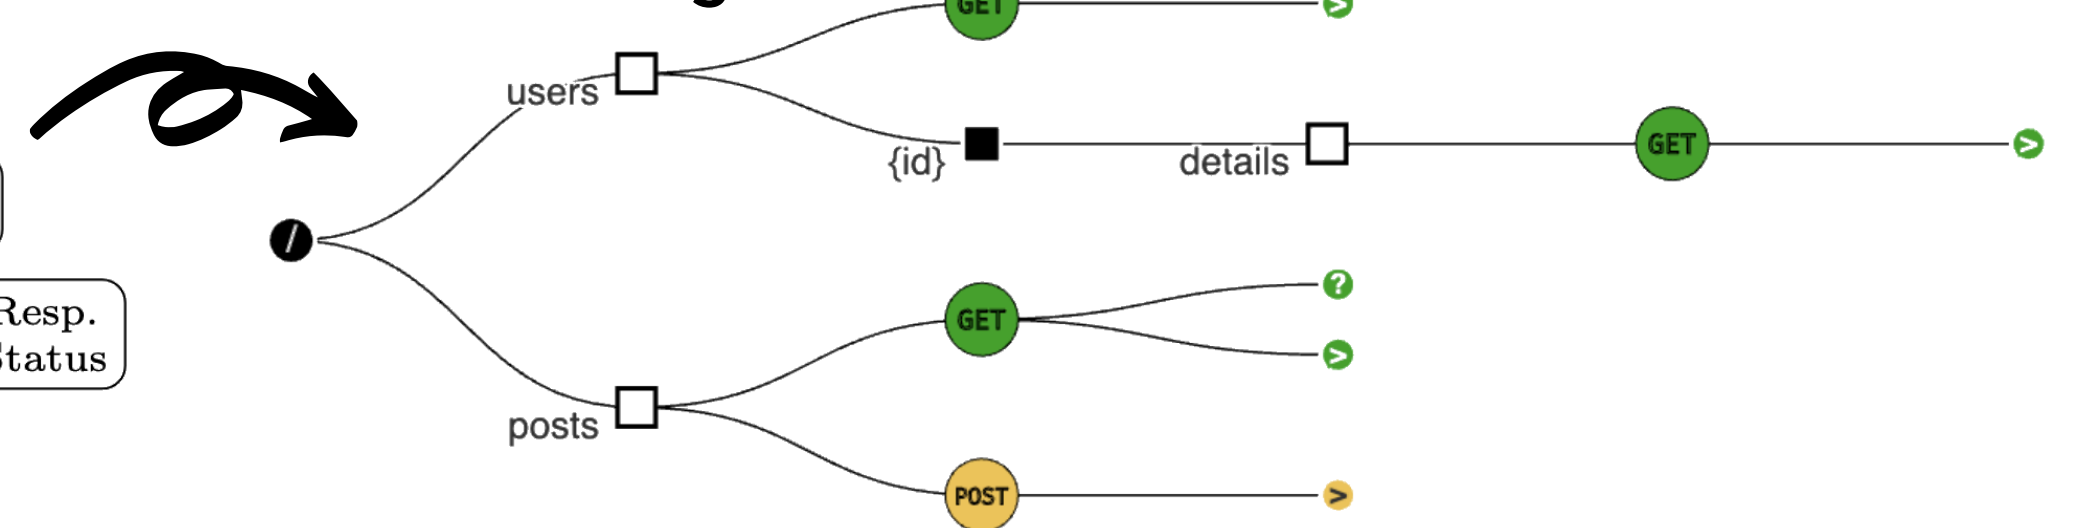 GET
>
users
{id}
details
GET
>
/
Resp.
Status
GET
?
>
posts
POST
>